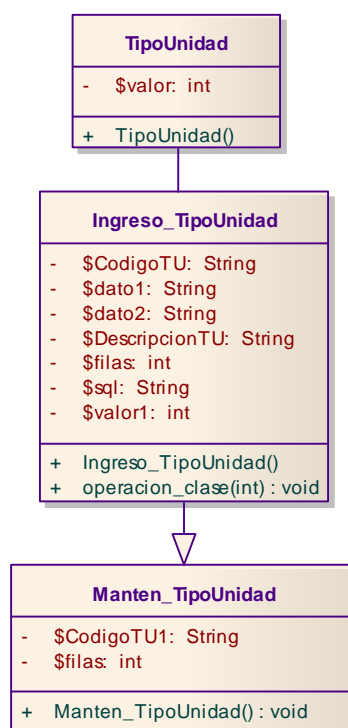 TipoUnidad
- $valor: int
+ TipoUnidad()
Ingreso_TipoUnidad
- $CodigoTU: String
- $dato1: String
- $dato2: String
- $DescripcionTU: String
- $filas: int
- $sql: String
- $valor1: int
+ Ingreso_TipoUnidad()
+ operacion_clase(int) : void
Manten_TipoUnidad
- $CodigoTU1: String
- $filas: int
+ Manten_TipoUnidad() : void